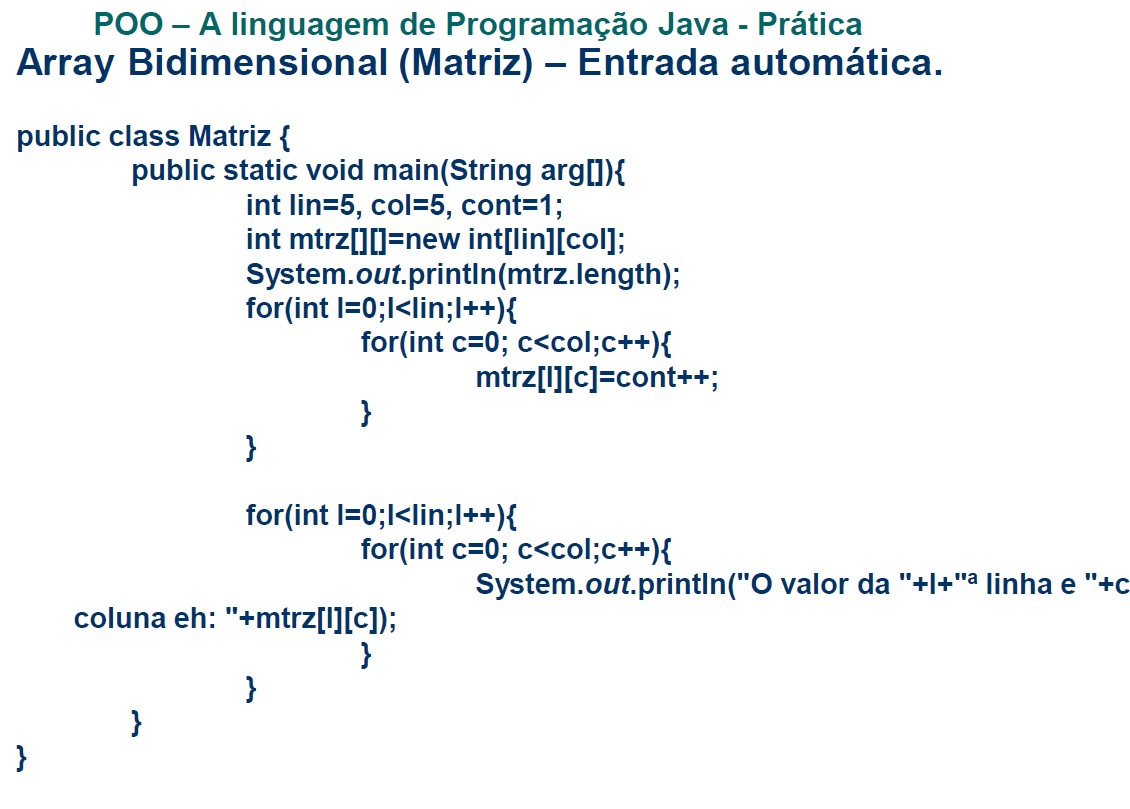 POO – A linguagem de Programação Java - Prática
Array Bidimensional (Matriz) – Entrada automática.
public class Matriz {
public static void main(String arg[]){
int lin=5, col=5, cont=1;
int mtrz[][]=new int[lin][col];
System.out.println(mtrz.length);
for(int l=0;l<lin;l++){
for(int c=0; c<col;c++){
mtrz[l][c]=cont++;
}
}
for(int l=0;l<lin;l++){
for(int c=0; c<col;c++){
System.out.println("O valor da "+l+"ª linha e "+c
coluna eh: "+mtrz[l][c]);
}
}
}
}